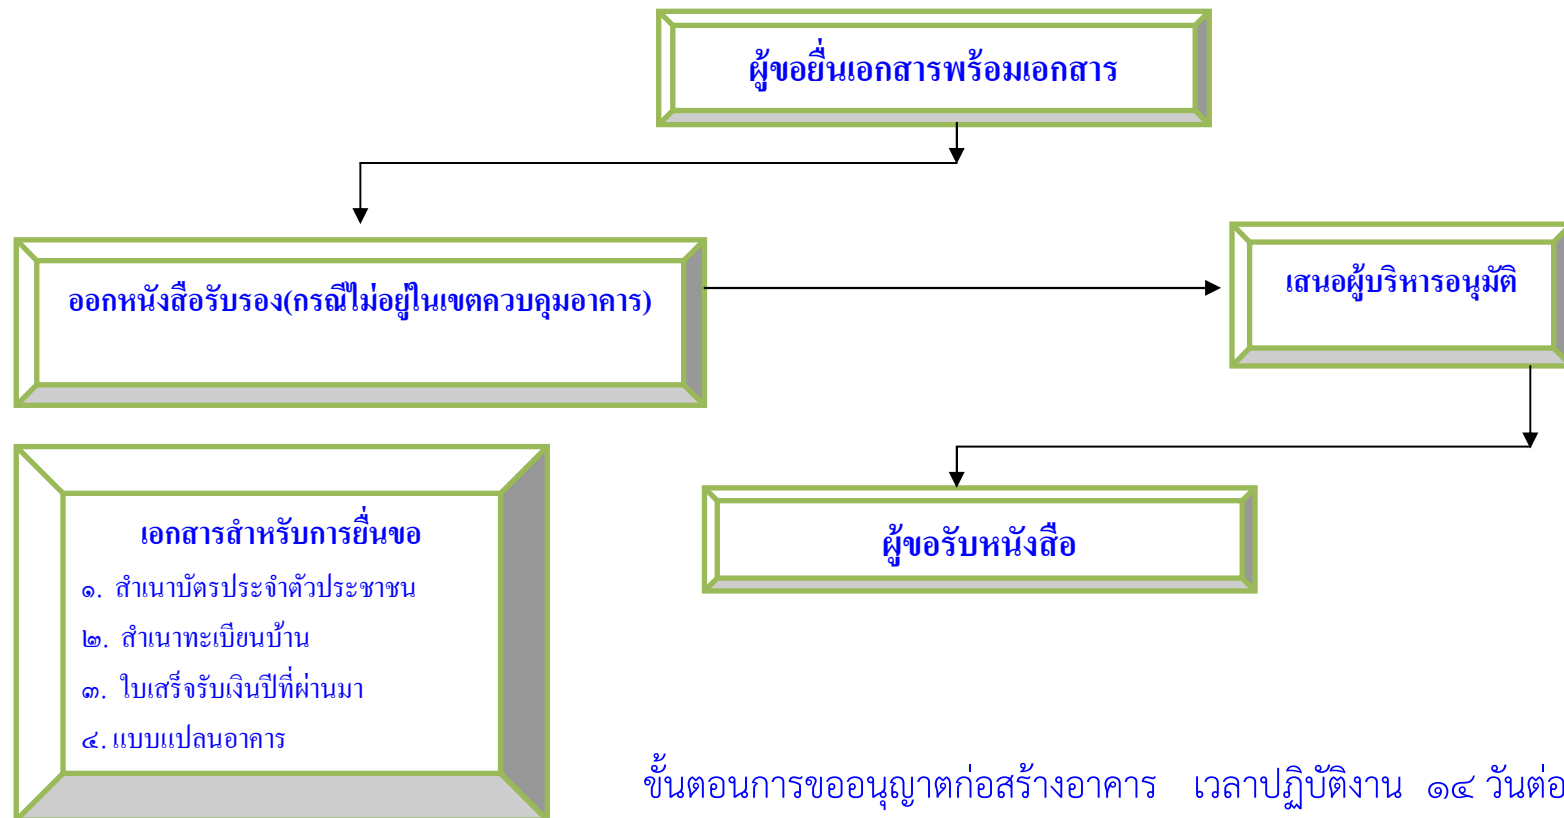 ผู้ขอยื่นเอกสารพร้อมเอกสาร
ออกหนังสือรับรอง(กรณีไม่อยู่ในเขตควบคุมอาคาร)
เสนอผู้บริหารอนุมัติ
ผู้ขอรับหนังสือ
เอกสารสำหรับการยื่นขอ
๑. สำเนาบัตรประจำตัวประชาชน
๒. สำเนาทะเบียนบ้าน
๓. ใบเสร็จรับเงินปีที่ผ่านมา
๔. แบบแปลนอาคาร
ขั้นตอนการขออนุญาตก่อสร้างอาคาร เวลาปฏิบัติงาน ๑๔ วันต่อ